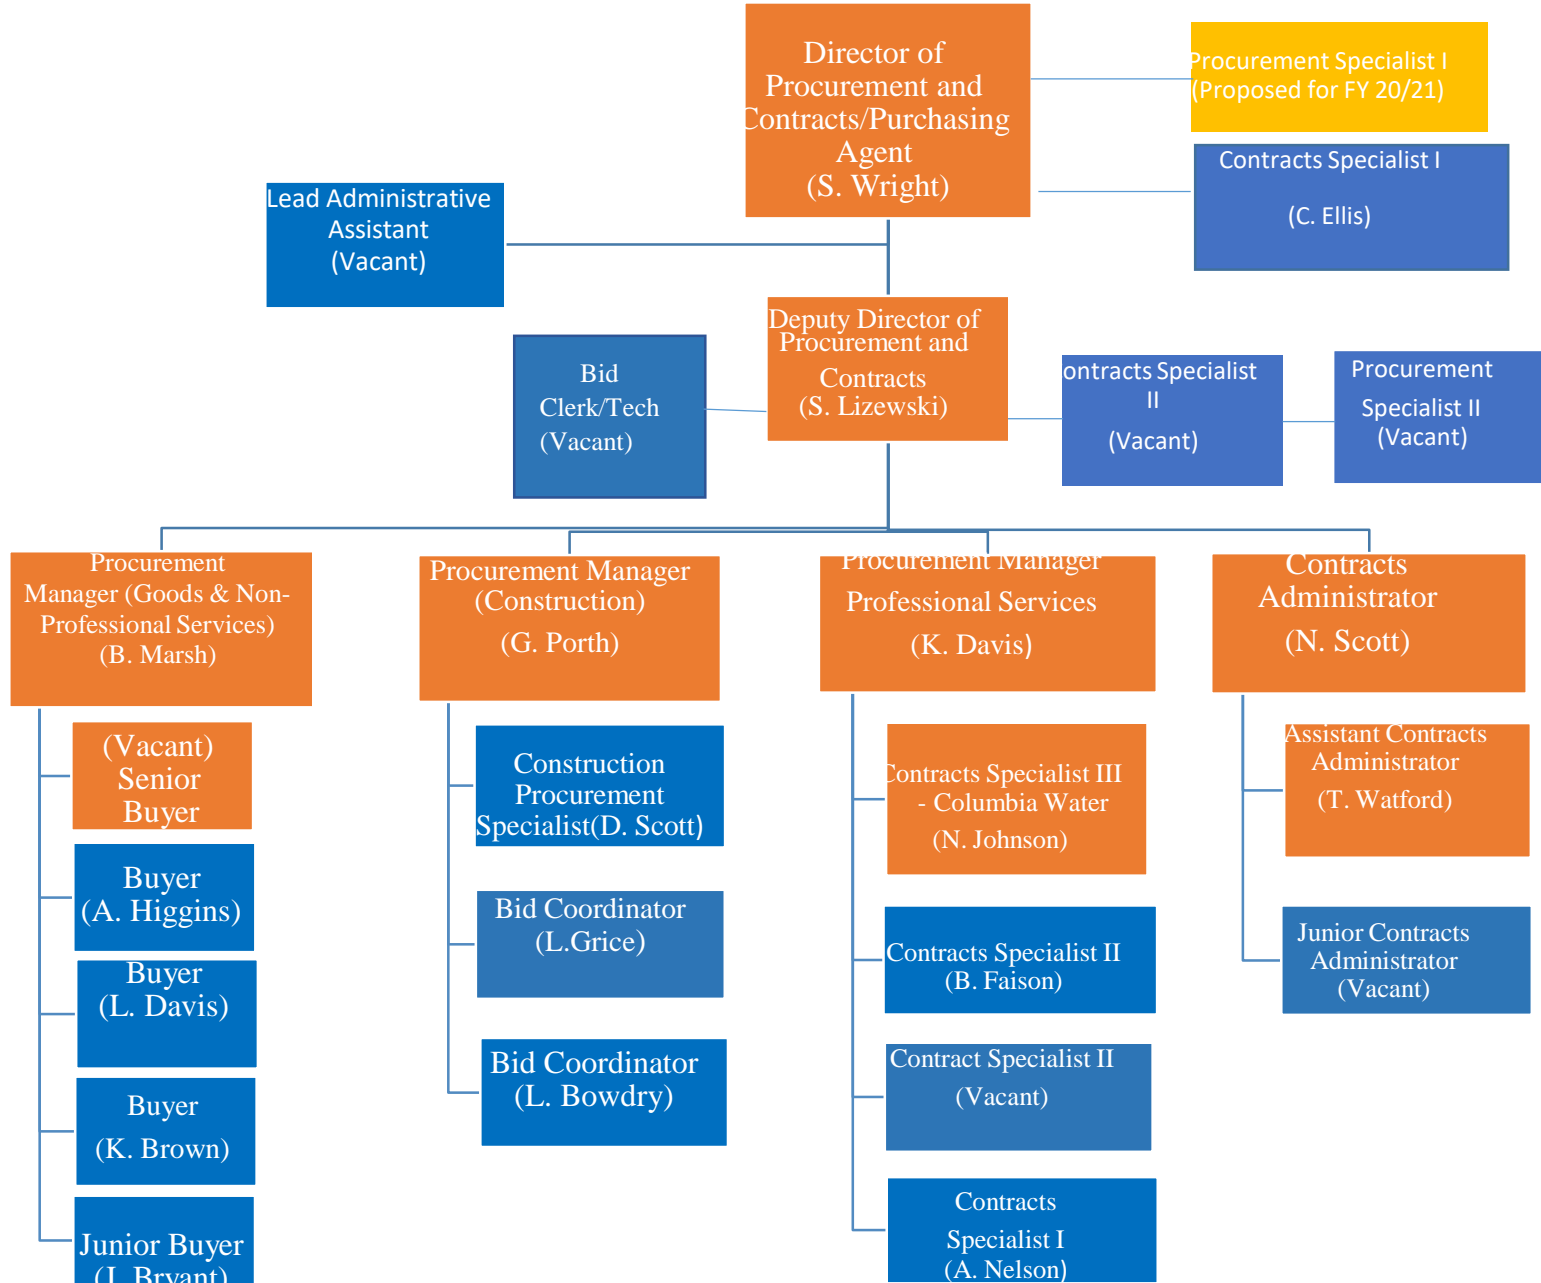 Director of
Procurement and
Contracts/Purchasing
Agent
(S. Wright)
Procurement Specialist I
(Proposed for FY 20/21)
Contracts Specialist I
(C. Ellis)
Lead Administrative
Assistant
(Vacant)
Deputy Director of
Procurement and
Contracts
(S. Lizewski)
Bid
Clerk/Tech
(Vacant)
ontracts Specialist
II
(Vacant)
Procurement
Specialist II
(Vacant)
Procurement
Manager (Goods & Non-
Professional Services)
(B. Marsh)
Procurement Manager
(Construction)
(G. Porth)
Procurement Manager
Professional Services
(K. Davis)
Contracts
Administrator
(N. Scott)
(Vacant)
Senior
Buyer
Buyer
(A. Higgins)
Buyer
(L. Davis)
Buyer
(K. Brown)
Junior Buyer
Bryant)
Construction
Procurement
Specialist(D. Scott)
Bid Coordinator
(L.Grice)
Bid Coordinator
(L. Bowdry)
Contracts Specialist III
- Columbia Water
(N. Johnson)
Contracts Specialist II
(B. Faison)
Contract Specialist II
(Vacant)
Contracts
Specialist I
(A. Nelson)
Assistant Contracts
Administrator
(T. Watford)
Junior Contracts
Administrator
(Vacant)